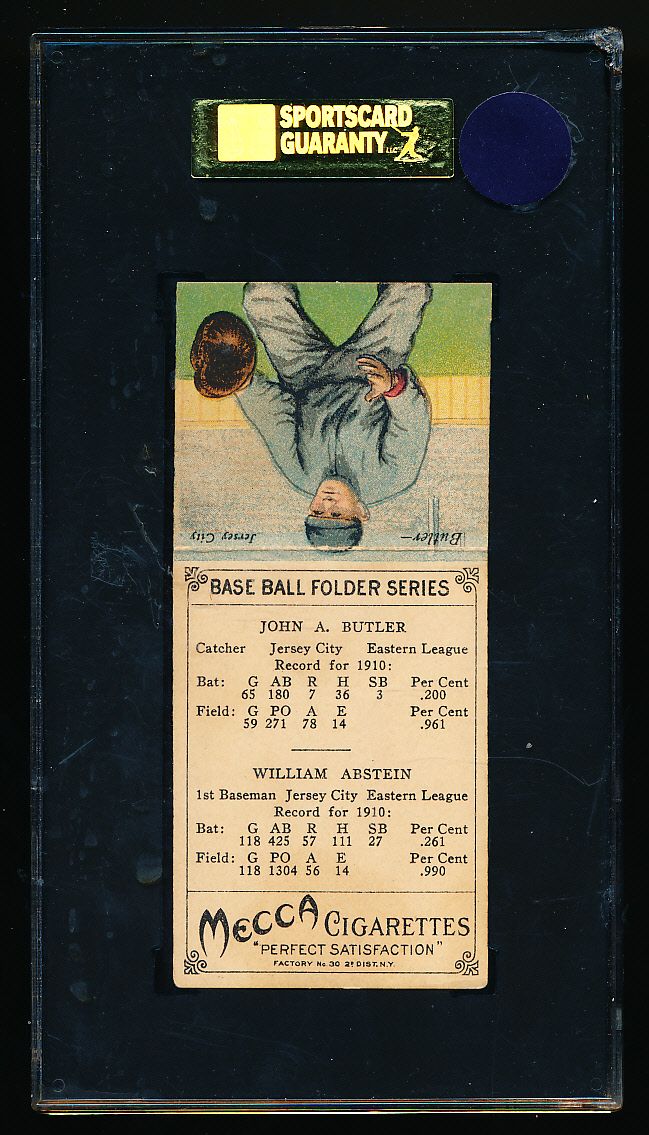 SPORTSCARD
GUARANTY LLC
Butler— Jersey City
BASE BALL FOLDER SERIES
JOHN A. BUTLER
Catcher Jersey City Eastern League
Record for 1910:
Bat: G AB R H SB Per Cent
65 180 7 36 3 .200
Field: G PO A E Per Cent
59 271 78 14 .961
WILLIAM ABSTEIN
1st Baseman Jersey City Eastern League
Record for 1910:
Bat: G AB R H SB Per Cent
118 425 57 111 27 .261
Field: G PO A E Per Cent
118 1304 56 14 .990
MECCA CIGARETTES
"PERFECT SATISFACTION"
FACTORY No. 30 2D DIST. N.Y.